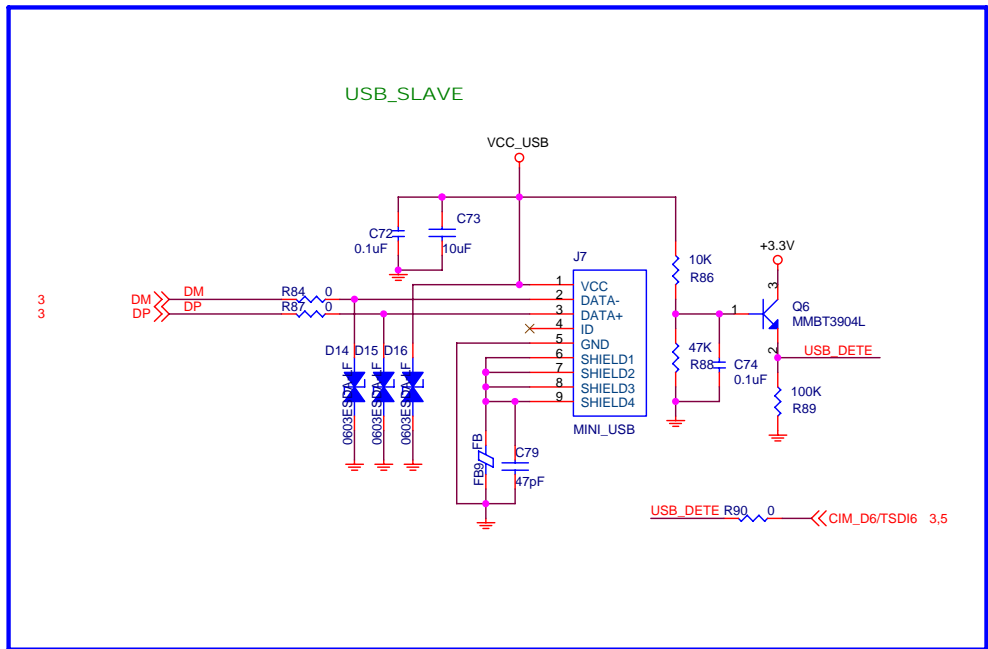 USB_SLAVE
VCC_USB
C72
0.1uF
C73
10uF
+3.3V
J7
10K
R86
3
3
DM
DP
DM
DP
R84 0
R87 0
1
2
3
4
5
6
7
8
9
VCC
DATA-
DATA+
ID
GND
SHIELD1
SHIELD2
SHIELD3
SHIELD4
MINI_USB
3
1
2
Q6
MMBT3904L
USB_DETE
47K
R88
C74
0.1uF
100K
R89
D14 D15 D16
FB9 FB
C79
47pF
USB_DETE R90 0
CIM_D6/TSDI6 3,5